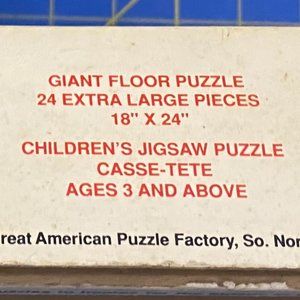 GIANT FLOOR PUZZLE
24 EXTRA LARGE PIECES
18" X 24"
CHILDREN'S JIGSAW PUZZLE
CASSE-TETE
AGES 3 AND ABOVE
reat American Puzzle Factory, So. Nor